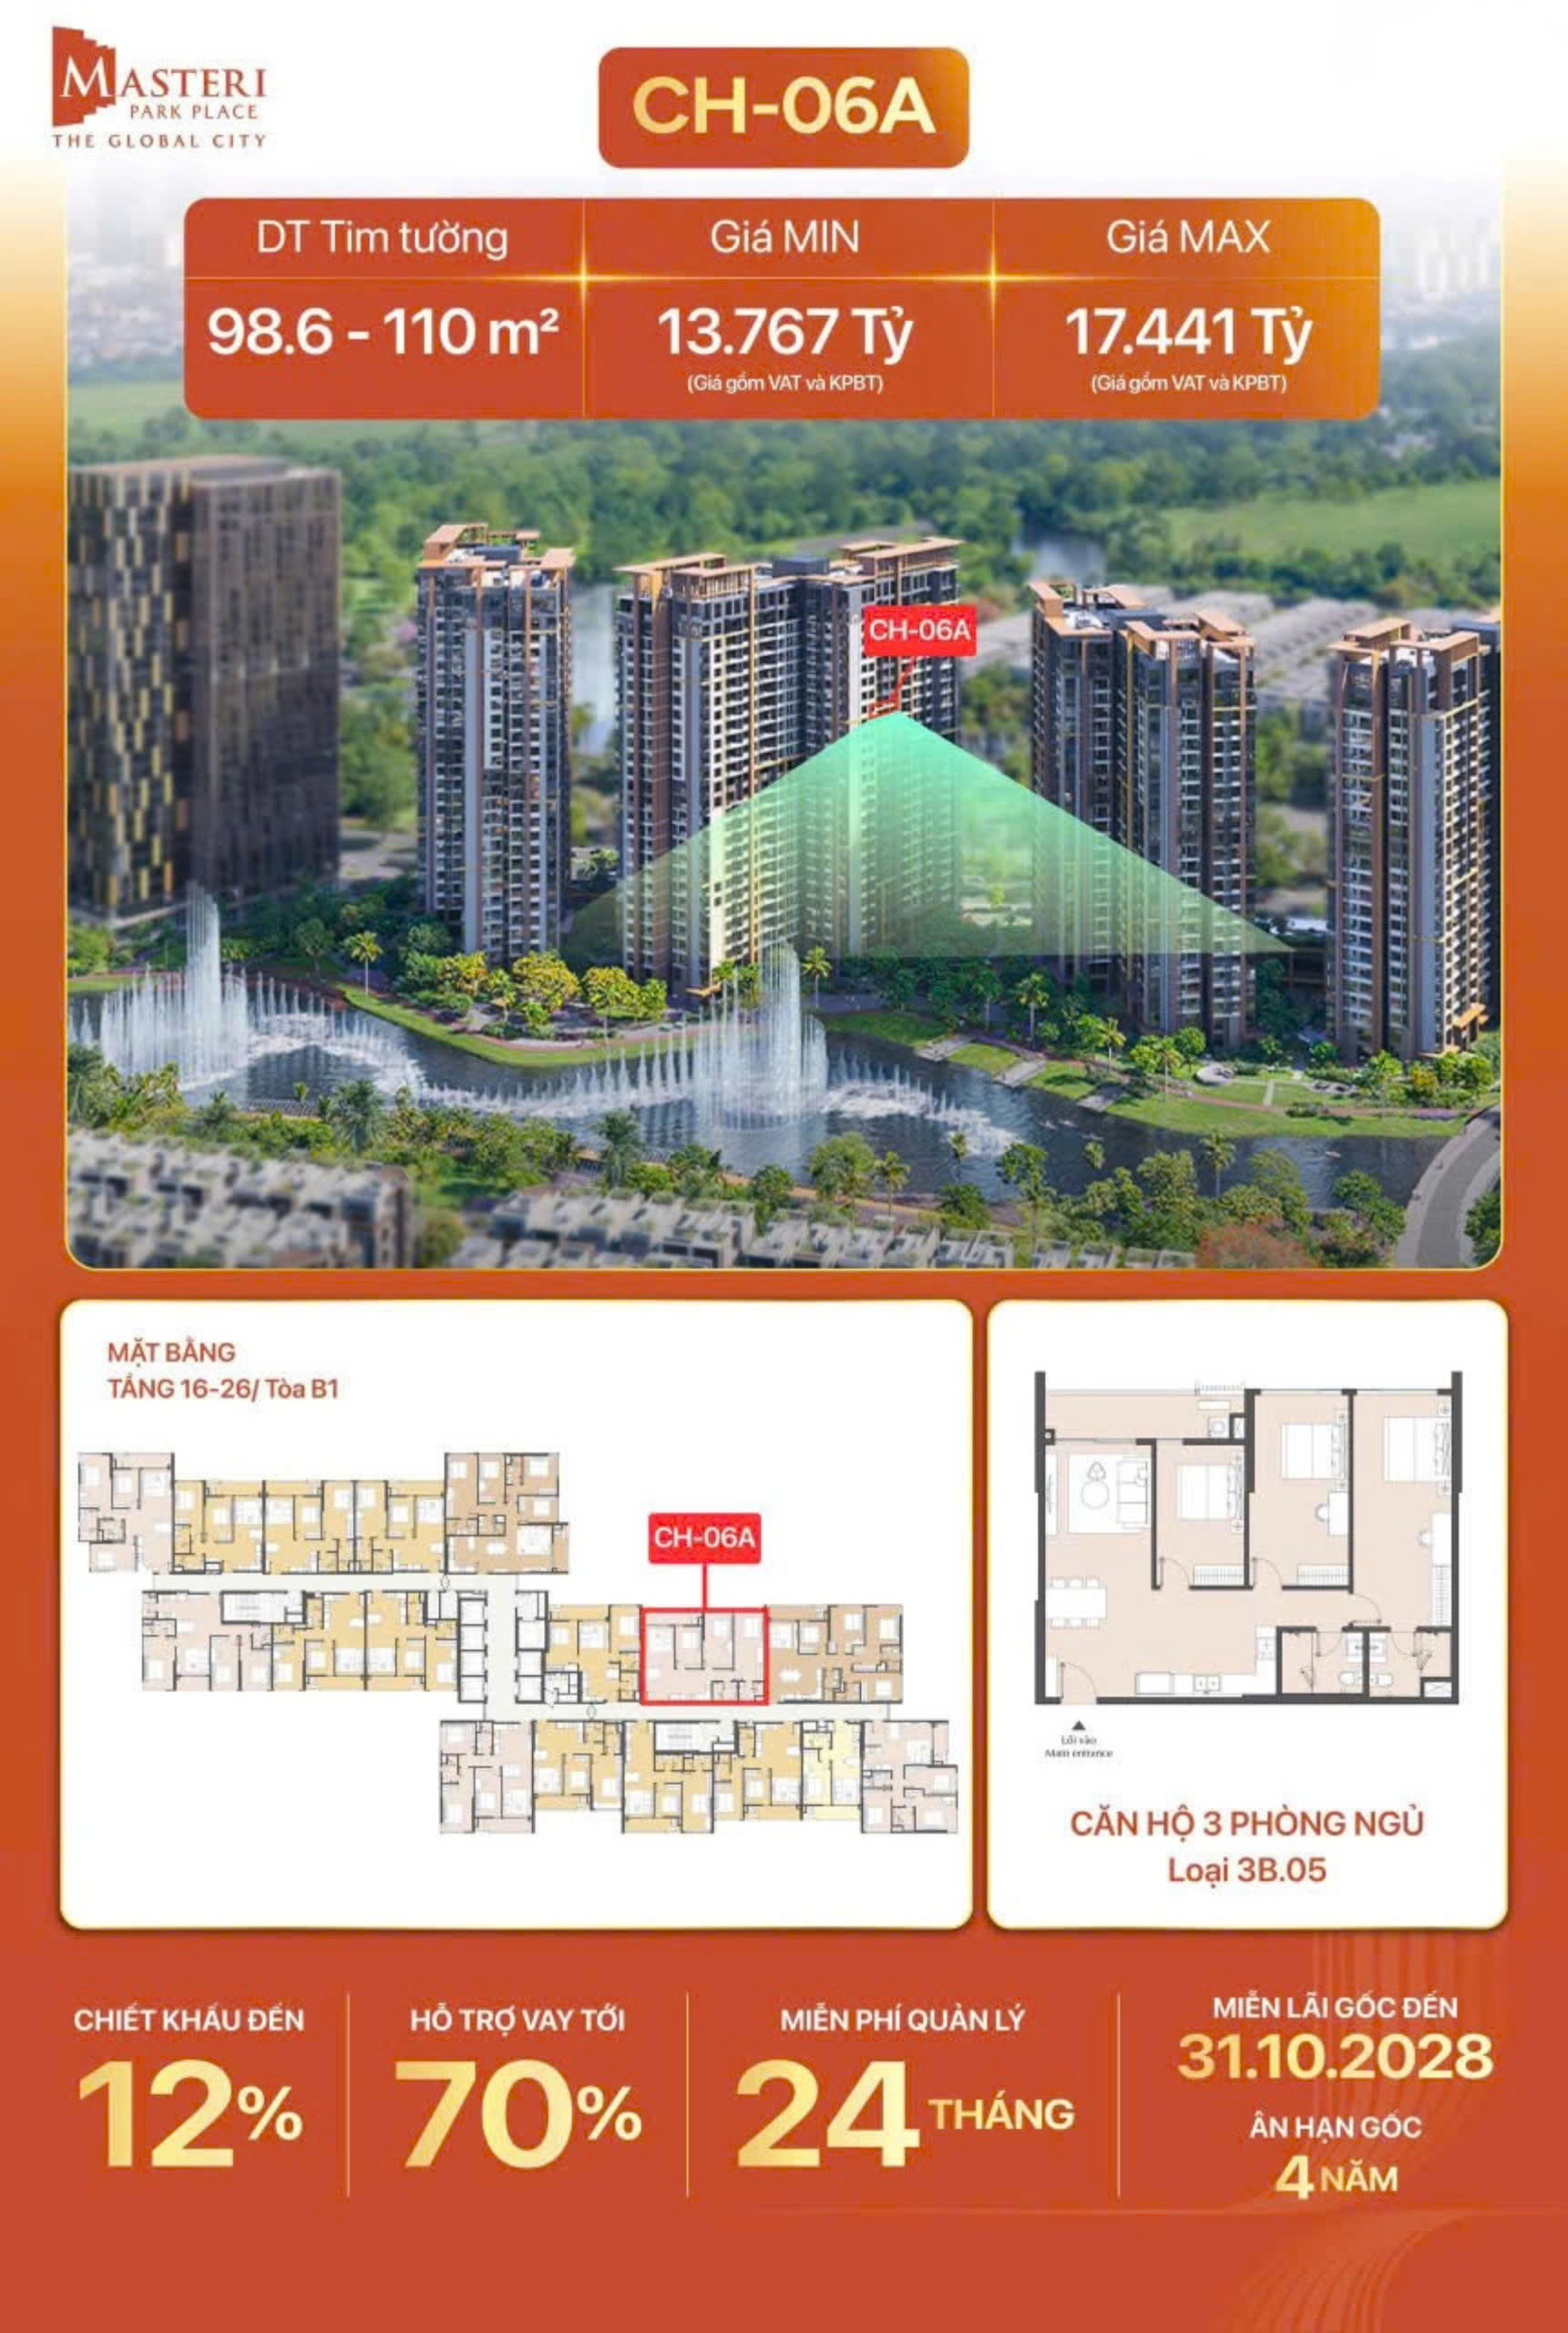 MASTERI
PARK PLACE
THE GLOBAL CITY
CH-06A
DT Tim tường
Giá MIN
Giá MAX
98.6 - 110 m²
13.767 Tỷ
17.441 Tỷ
(Giá gồm VAT và KPBT)
(Giá gồm VAT và KPBT)
CH-06A
MẶT BẰNG
TẦNG 16-26/ Tòa B1
CH-06A
Lối vào
Main entrance
CĂN HỘ 3 PHÒNG NGỦ
Loại 3B.05
CHIẾT KHẤU ĐẾN
12%
HỖ TRỢ VAY TỚI
70%
MIỄN PHÍ QUẢN LÝ
24 THÁNG
MIỄN LÃI GỐC ĐẾN
31.10.2028
ÂN HẠN GỐC
4 NĂM